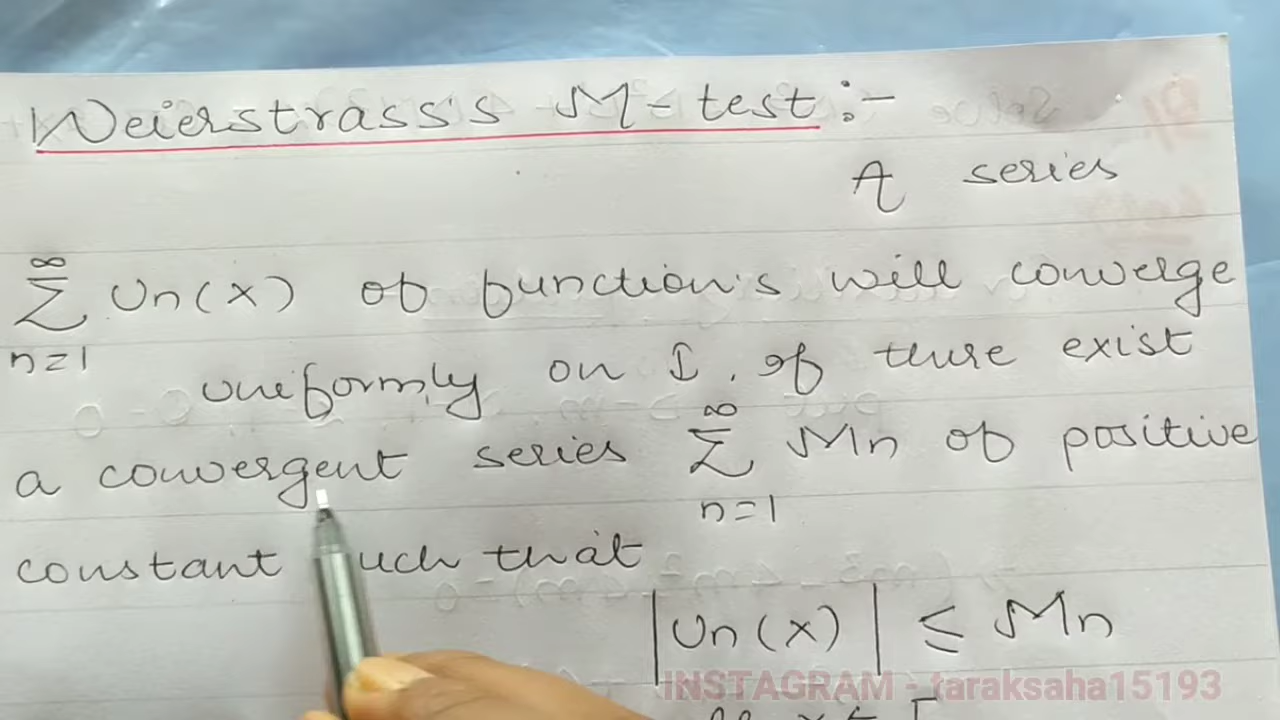 Weierstrass's M-test :-
A series
∞
∑ Un(x) of function's will converge
n=1
uniformly on I, if there exist
∞
a convergent series ∑ Mn of positive
n=1
constant such that
|Un(x)| ≤ Mn
INSTAGRAM - taraksaha15193